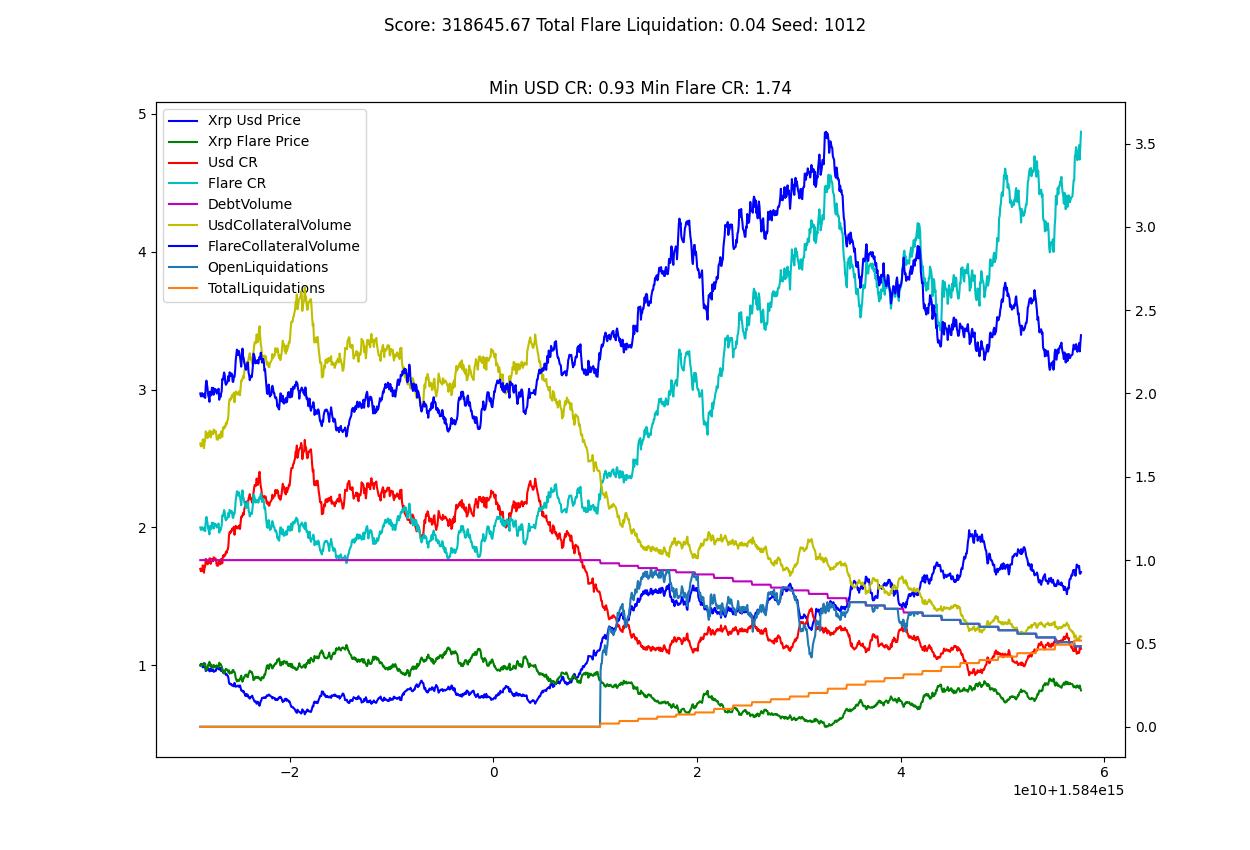 Score: 318645.67 Total Flare Liquidation: 0.04 Seed: 1012
Min USD CR: 0.93 Min Flare CR: 1.74
Xrp Usd Price
Xrp Flare Price
Usd CR
Flare CR
DebtVolume
UsdCollateralVolume
FlareCollateralVolume
OpenLiquidations
TotalLiquidations
5
4
3
2
1
3.5
3.0
2.5
2.0
1.5
1.0
0.5
0.0
−2
0
2
4
6
1e10+1.584e15